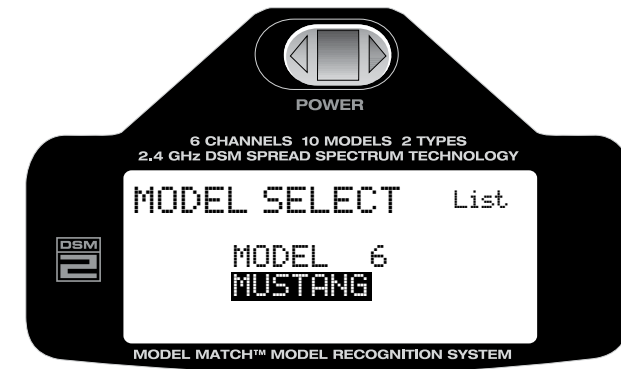 POWER
6 CHANNELS 10 MODELS 2 TYPES
2.4 GHz DSM SPREAD SPECTRUM TECHNOLOGY
MODEL SELECT List
DSM
2
MODEL 6
MUSTANG
MODEL MATCH™ MODEL RECOGNITION SYSTEM